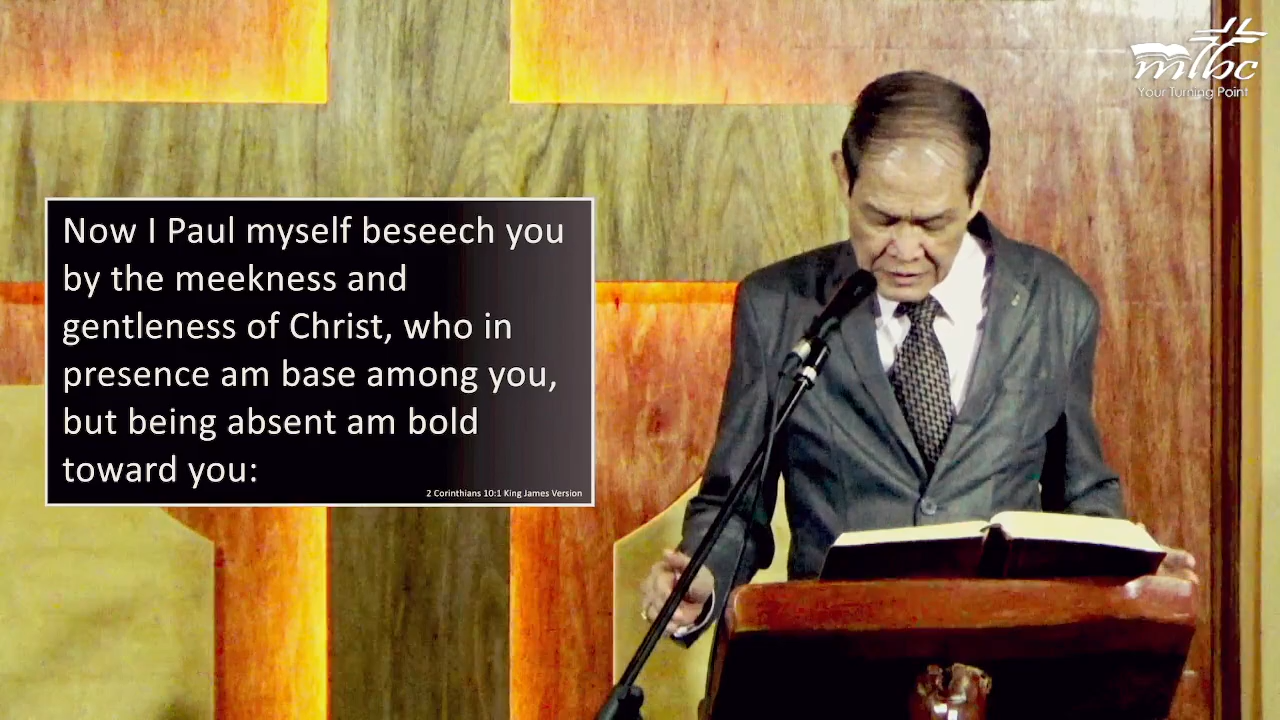 mtbc
Your Turning Point
Now I Paul myself beseech you
by the meekness and
gentleness of Christ, who in
presence am base among you,
but being absent am bold
toward you:
2 Corinthians 10:1 King James Version